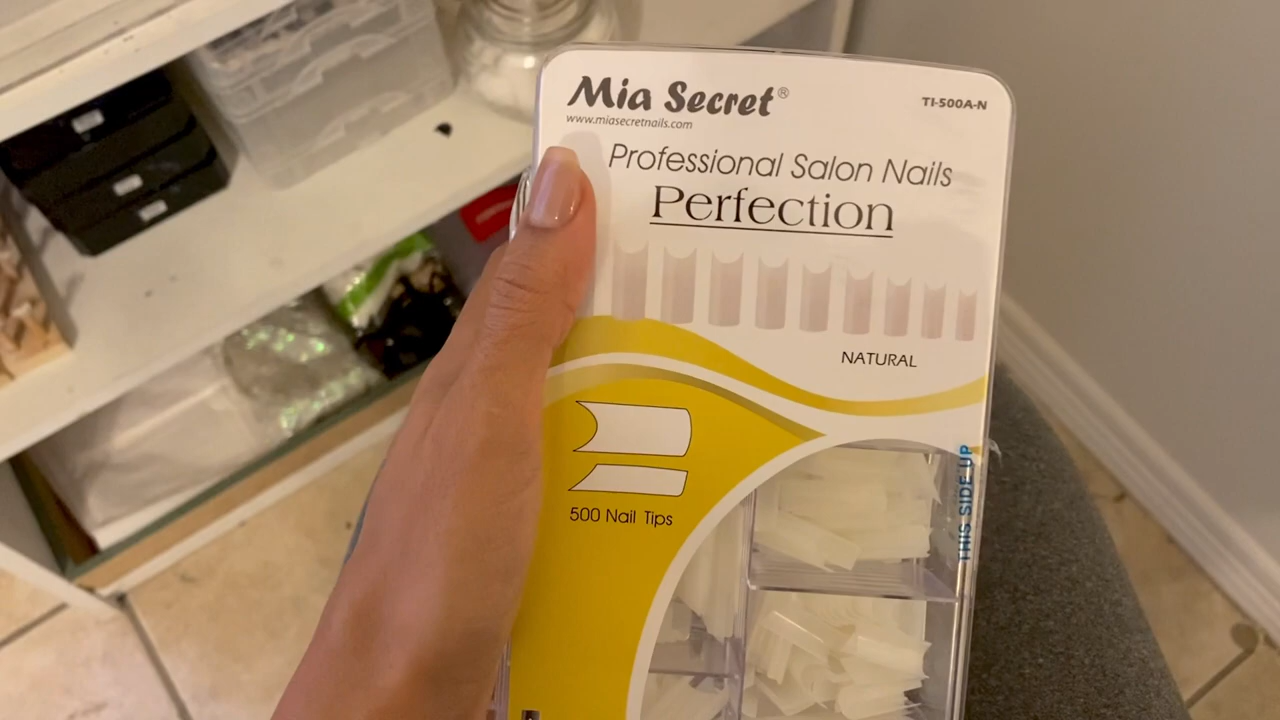 Mia Secret®
www.miasecretnails.com
TI-500A-N
Professional Salon Nails
Perfection
NATURAL
500 Nail Tips
THIS SIDE UP